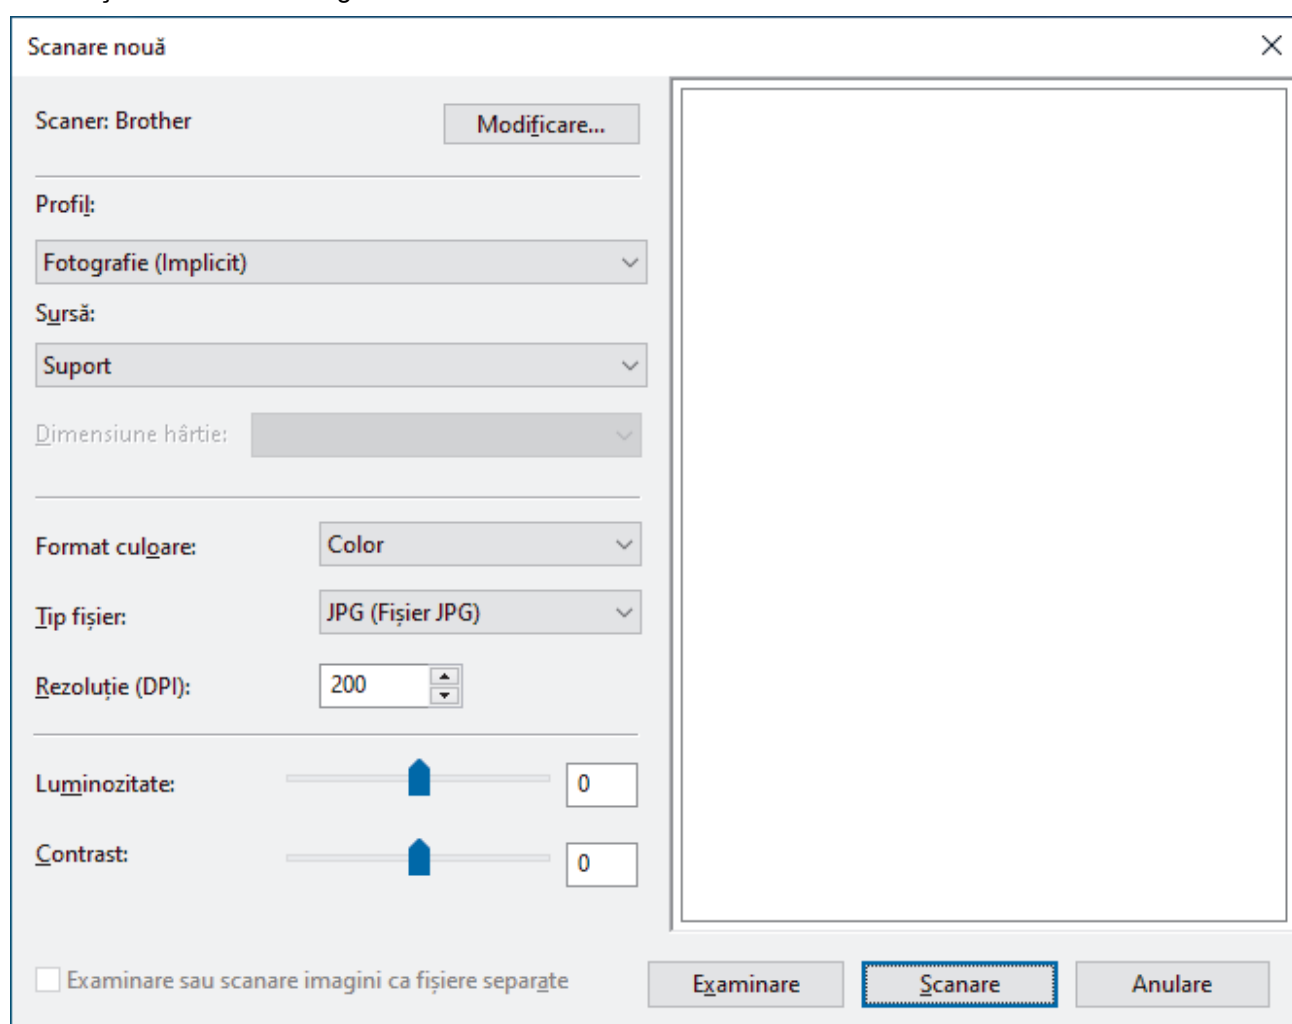 Scanare nouă
Scaner: Brother
Modificare...
Profil:
Fotografie (Implicit)
Sursă:
Suport
Dimensiune hârtie:
Format culoare:
Color
Tip fișier:
JPG (Fișier JPG)
Rezoluție (DPI):
200
Luminozitate:
0
Contrast:
0
Examinare sau scanare imagini ca fișiere separate
Examinare
Scanare
Anulare